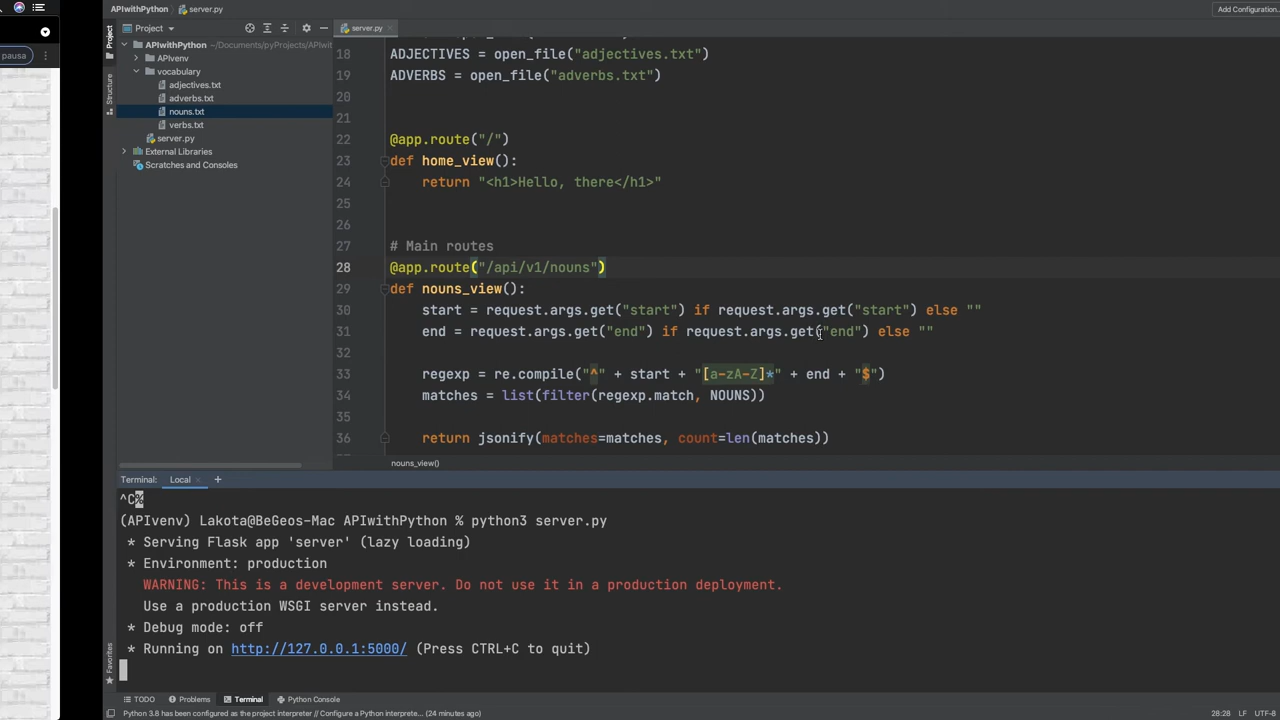 APIwithPython
server.py
Add Configuration..
pausa
Project
server.py
Project
Structure
Favorites
APIwithPython ~/Documents/pyProjects/APIwit
APIvenv
vocabulary
adjectives.txt
adverbs.txt
nouns.txt
verbs.txt
server.py
External Libraries
Scratches and Consoles
18 ADJECTIVES = open_file("adjectives.txt")
19 ADVERBS = open_file("adverbs.txt")
20
21
22 @app.route("/")
23 def home_view():
24 return "<h1>Hello, there</h1>"
25
26
27 # Main routes
28 @app.route("/api/v1/nouns")
29 def nouns_view():
30 start = request.args.get("start") if request.args.get("start") else ""
31 end = request.args.get("end") if request.args.get("end") else ""
32
33 regexp = re.compile("^" + start + "[a-zA-Z]*" + end + "$")
34 matches = list(filter(regexp.match, NOUNS))
35
36 return jsonify(matches=matches, count=len(matches))
nouns_view()
Terminal: Local +
^C%
(APIvenv) Lakota@BeGeos-Mac APIwithPython % python3 server.py
* Serving Flask app 'server' (lazy loading)
* Environment: production
WARNING: This is a development server. Do not use it in a production deployment.
Use a production WSGI server instead.
* Debug mode: off
* Running on http://127.0.0.1:5000/ (Press CTRL+C to quit)
TODO Problems Terminal Python Console
Python 3.8 has been configured as the project interpreter // Configure a Python interprete... (24 minutes ago) 28:28 LF UTF-8